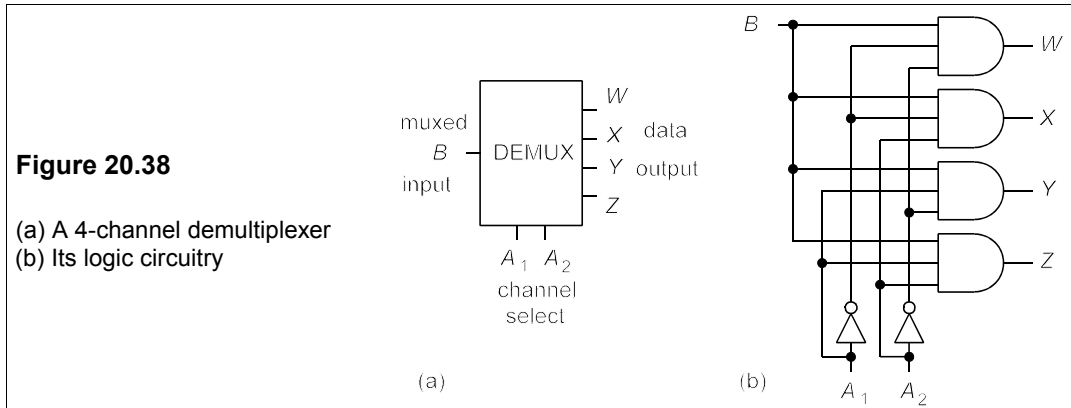 Figure 20.38
(a) A 4-channel demultiplexer
(b) Its logic circuitry
muxed
B
input
DEMUX
W
X
Y
Z
data
output
A1 A2
channel
select
(a)
B
W
X
Y
Z
A1 A2
(b)